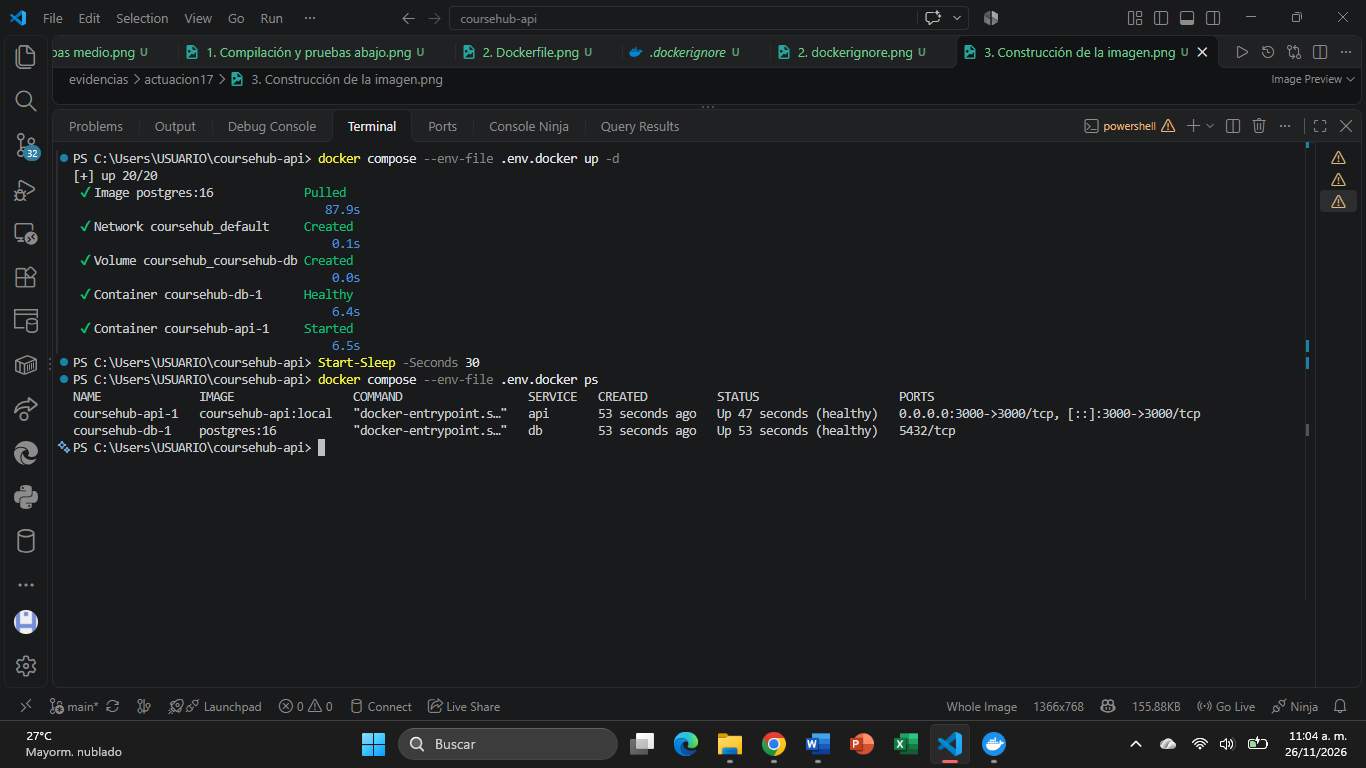 File Edit Selection View Go Run ··· coursehub-api
bas medio.png U 1. Compilación y pruebas abajo.png U 2. Dockerfile.png U .dockerignore U 2. dockerignore.png U 3. Construcción de la imagen.png U
evidencias > actuacion17 > 3. Construcción de la imagen.png Image Preview
Problems Output Debug Console Terminal Ports Console Ninja Query Results powershell
PS C:\Users\USUARIO\coursehub-api> docker compose --env-file .env.docker up -d
[+] up 20/20
✓ Image postgres:16 Pulled
87.9s
✓ Network coursehub_default Created
0.1s
✓ Volume coursehub_coursehub-db Created
0.0s
✓ Container coursehub-db-1 Healthy
6.4s
✓ Container coursehub-api-1 Started
6.5s
PS C:\Users\USUARIO\coursehub-api> Start-Sleep -Seconds 30
PS C:\Users\USUARIO\coursehub-api> docker compose --env-file .env.docker ps
NAME IMAGE COMMAND SERVICE CREATED STATUS PORTS
coursehub-api-1 coursehub-api:local "docker-entrypoint.s…" api 53 seconds ago Up 47 seconds (healthy) 0.0.0.0:3000->3000/tcp, [::]:3000->3000/tcp
coursehub-db-1 postgres:16 "docker-entrypoint.s…" db 53 seconds ago Up 53 seconds (healthy) 5432/tcp
PS C:\Users\USUARIO\coursehub-api>
32
main* Launchpad 0 0 Connect Live Share Whole Image 1366x768 155.88KB Go Live Ninja
27°C
Mayorm. nublado
Buscar
11:04 a. m.
26/11/2026